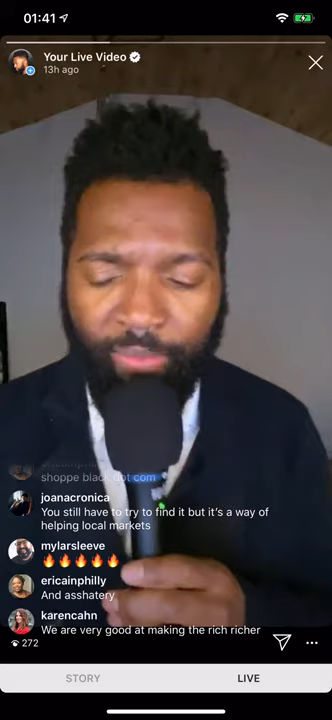 01:41
Your Live Video
13h ago
shoppe black dot com
joanacronica
You still have to try to find it but it's a way of
helping local markets
mylarsleeve
🔥🔥🔥🔥🔥
ericainphilly
And asshatery
karencahn
We are very good at making the rich richer
272
STORY
LIVE